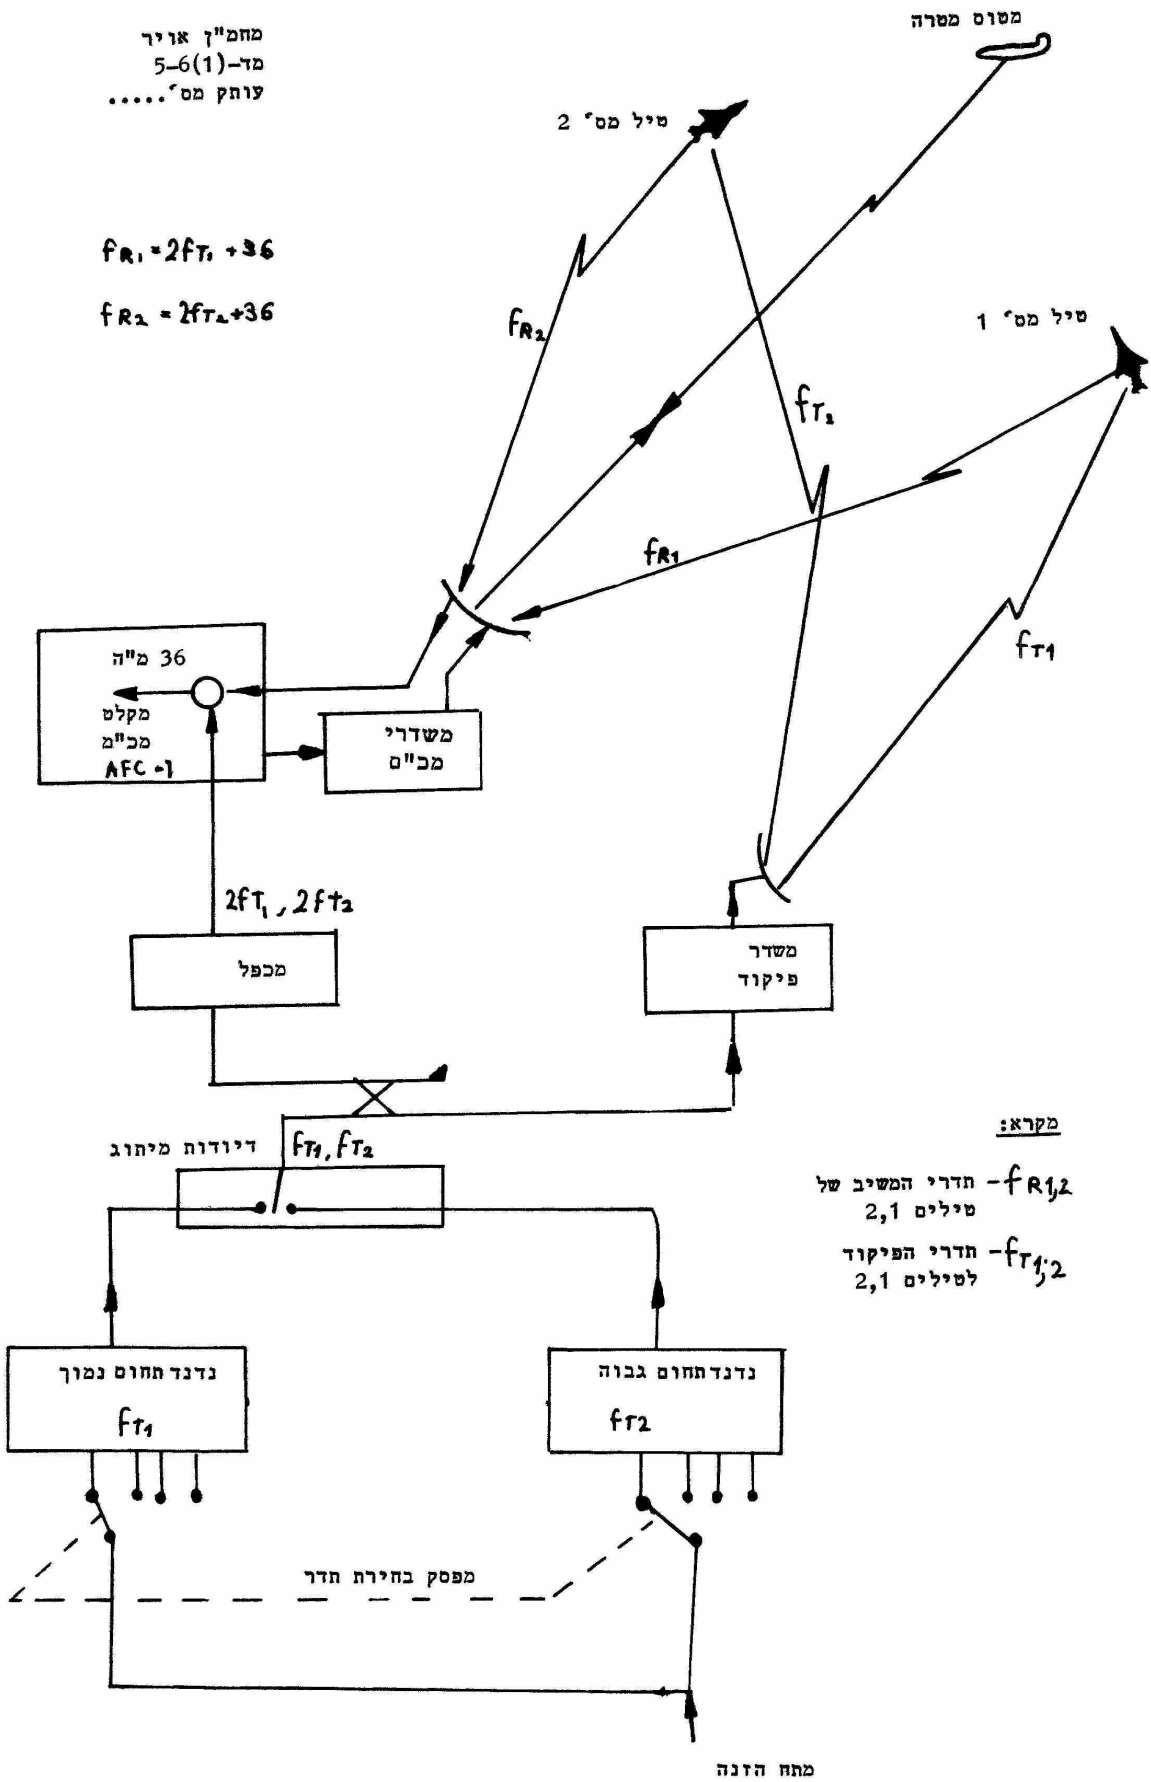 מחמ"ן אויר
מד-(1)5-6
עותק מס׳.....
מטוס מטרה
טיל מס׳ 2
fR₁ = 2fT₁ + 36
fR₂ = 2fT₂ + 36
טיל מס׳ 1
fR2
fT2
fR1
fT1
36 מ"ה
מקלט
מכ"מ
ו- AFC
משדרי
מכ"ם
2fT₁, 2ft₂
מכפל
משדר
פיקוד
דיודות מיתוג
fT1, fT2
מקרא:
fR1,2 - תדרי המשיב של
טילים 2,1
fT1;2 - תדרי הפיקוד
לטילים 2,1
נדנד תחום נמוך
fT1
נדנד תחום גבוה
fT2
מפסק בחירת תדר
מתח הזנה